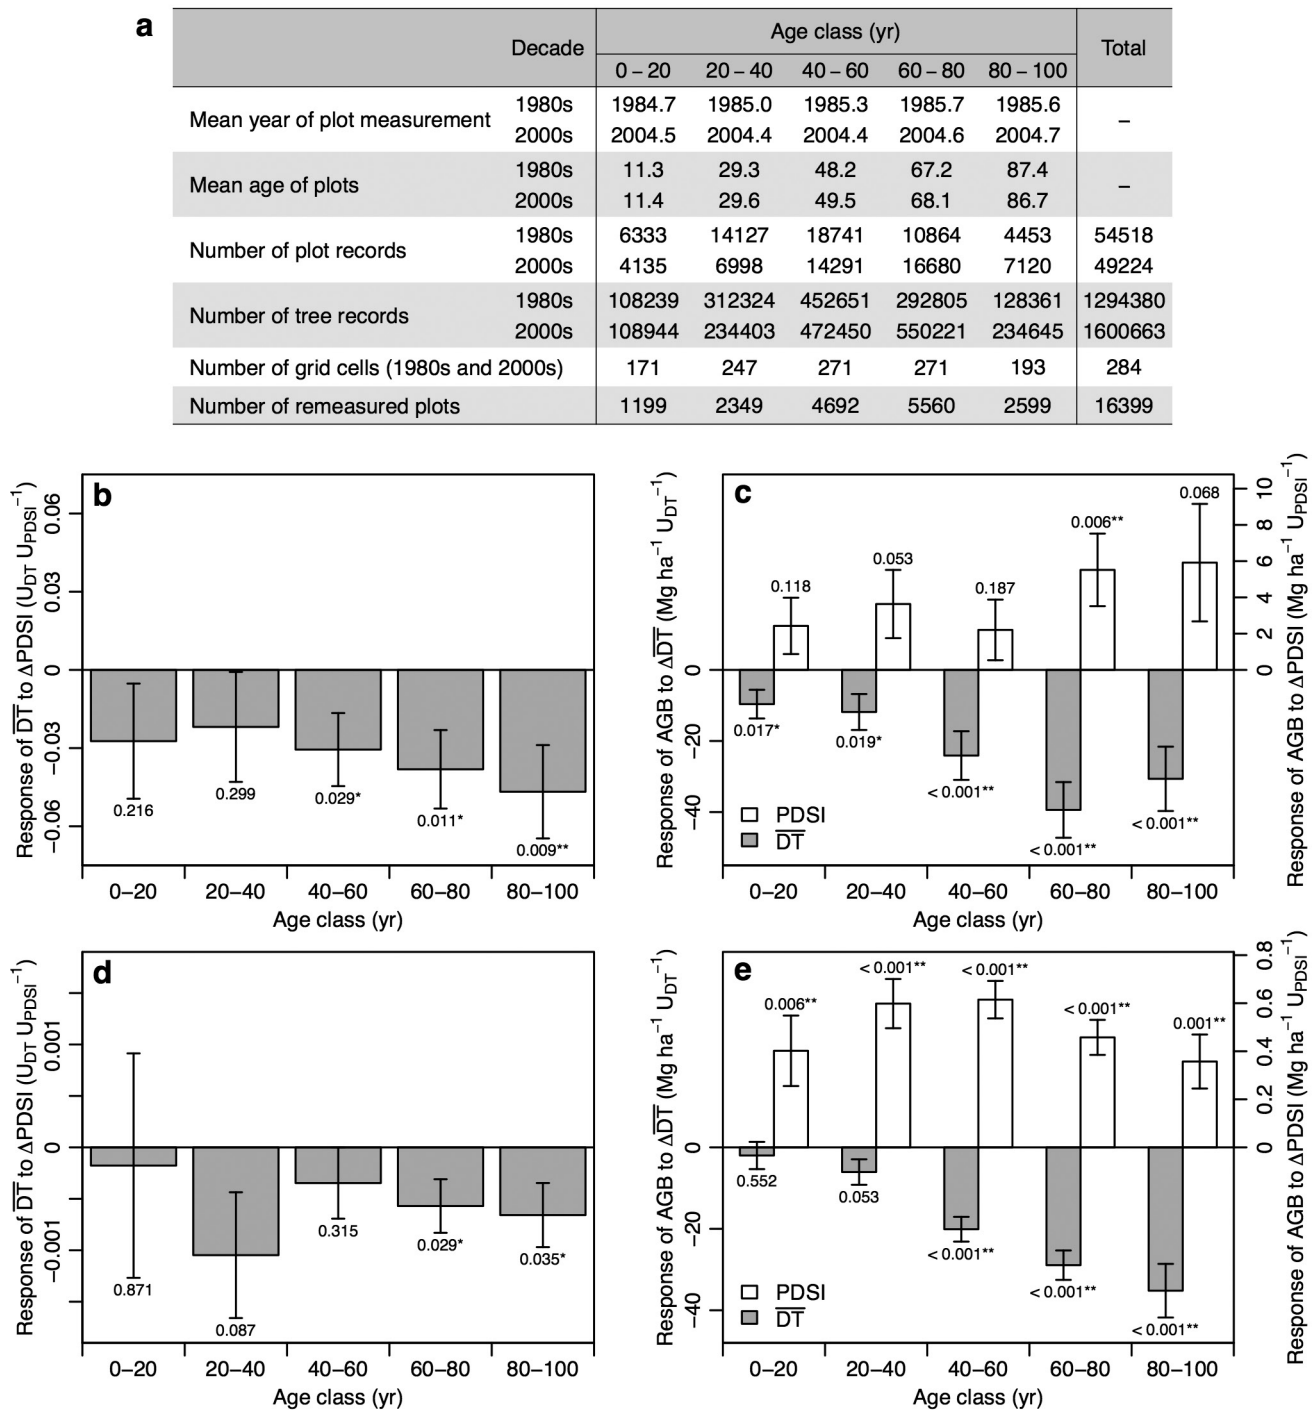 a
Decade Age class (yr) Total
0 – 20 20 – 40 40 – 60 60 – 80 80 – 100
Mean year of plot measurement 1980s 1984.7 1985.0 1985.3 1985.7 1985.6 –
2000s 2004.5 2004.4 2004.4 2004.6 2004.7
Mean age of plots 1980s 11.3 29.3 48.2 67.2 87.4 –
2000s 11.4 29.6 49.5 68.1 86.7
Number of plot records 1980s 6333 14127 18741 10864 4453 54518
2000s 4135 6998 14291 16680 7120 49224
Number of tree records 1980s 108239 312324 452651 292805 128361 1294380
2000s 108944 234403 472450 550221 234645 1600663
Number of grid cells (1980s and 2000s) 171 247 271 271 193 284
Number of remeasured plots 1199 2349 4692 5560 2599 16399
b
Response of D̅T̅ to ΔPDSI (U_DT U_PDSI⁻¹)
0.06
0.03
0
−0.03
−0.06
0.216 0.299 0.029* 0.011* 0.009**
0–20 20–40 40–60 60–80 80–100
Age class (yr)
c
Response of AGB to ΔD̅T̅ (Mg ha⁻¹ U_DT⁻¹)
0
−20
−40
Response of AGB to ΔPDSI (Mg ha⁻¹ U_PDSI⁻¹)
10
8
6
4
2
0
0.118 0.053 0.187 0.006** 0.068
0.017* 0.019* < 0.001** < 0.001** < 0.001**
PDSI
D̅T̅
0–20 20–40 40–60 60–80 80–100
Age class (yr)
d
Response of D̅T̅ to ΔPDSI (U_DT U_PDSI⁻¹)
0.001
0
−0.001
0.871 0.087 0.315 0.029* 0.035*
0–20 20–40 40–60 60–80 80–100
Age class (yr)
e
Response of AGB to ΔD̅T̅ (Mg ha⁻¹ U_DT⁻¹)
0
−20
−40
Response of AGB to ΔPDSI (Mg ha⁻¹ U_PDSI⁻¹)
0.8
0.6
0.4
0.2
0
0.006** < 0.001** < 0.001** < 0.001** 0.001**
0.552 0.053 < 0.001** < 0.001** < 0.001**
PDSI
D̅T̅
0–20 20–40 40–60 60–80 80–100
Age class (yr)